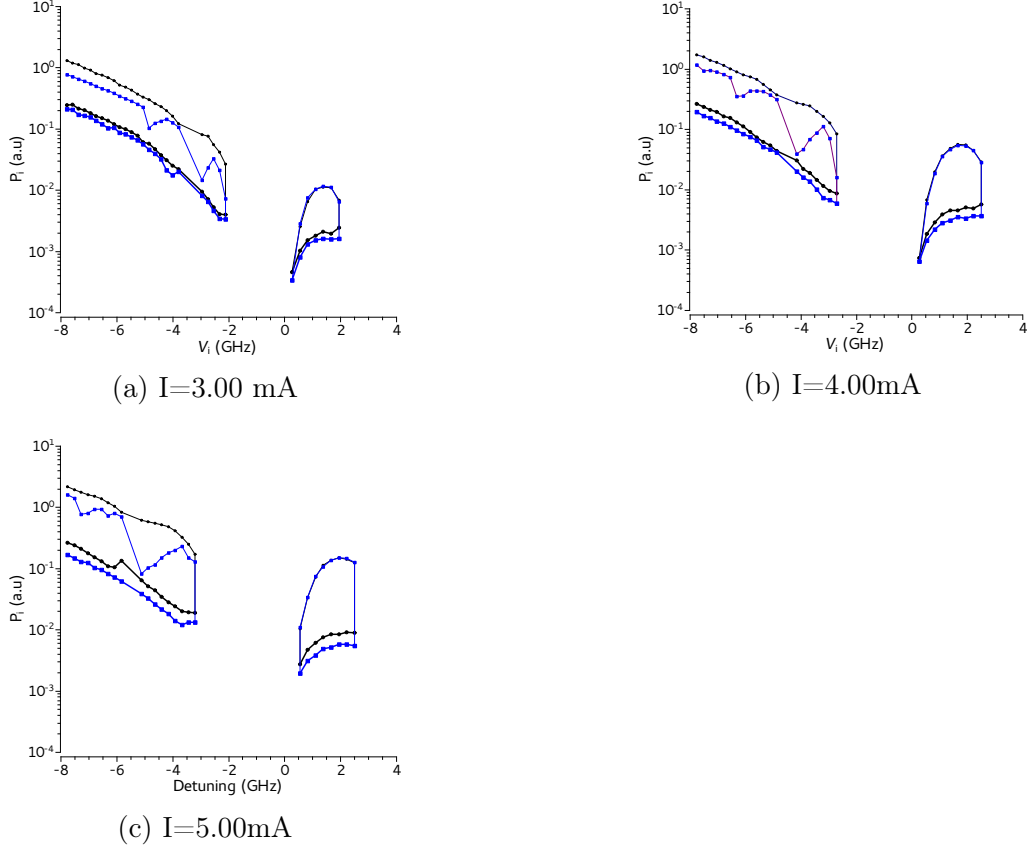 10¹
10⁰
10⁻¹
10⁻²
10⁻³
10⁻⁴
Pᵢ (a.u)
-8 -6 -4 -2 0 2 4
Vᵢ (GHz)
(a) I=3.00 mA
10¹
10⁰
10⁻¹
10⁻²
10⁻³
10⁻⁴
Pᵢ (a.u)
-8 -6 -4 -2 0 2 4
Vᵢ (GHz)
(b) I=4.00mA
10¹
10⁰
10⁻¹
10⁻²
10⁻³
10⁻⁴
Pᵢ (a.u)
-8 -6 -4 -2 0 2 4
Detuning (GHz)
(c) I=5.00mA